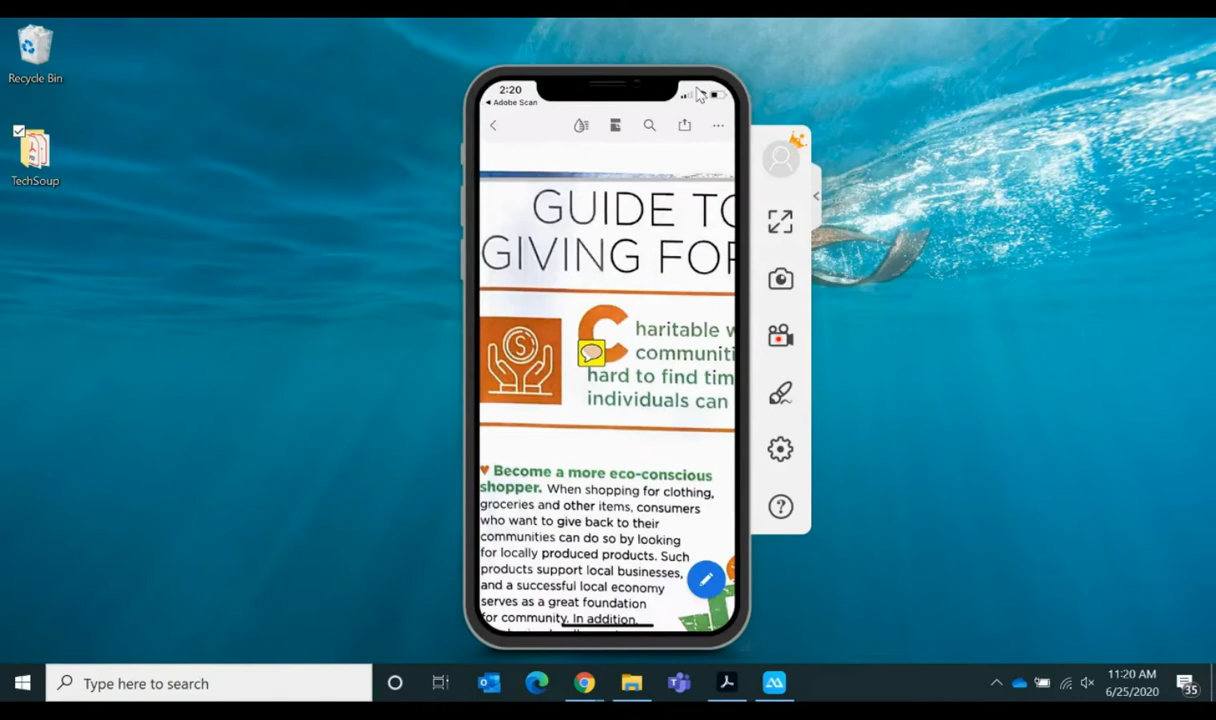 Recycle Bin
TechSoup
2:20
Adobe Scan
GUIDE TO
GIVING FOR
Charitable w
communiti
hard to find tim
individuals can
Become a more eco-conscious
shopper. When shopping for clothing,
groceries and other items, consumers
who want to give back to their
communities can do so by looking
for locally produced products. Such
products support local businesses,
and a successful local economy
serves as a great foundation
for community. In addition,
Type here to search
11:20 AM
6/25/2020
35